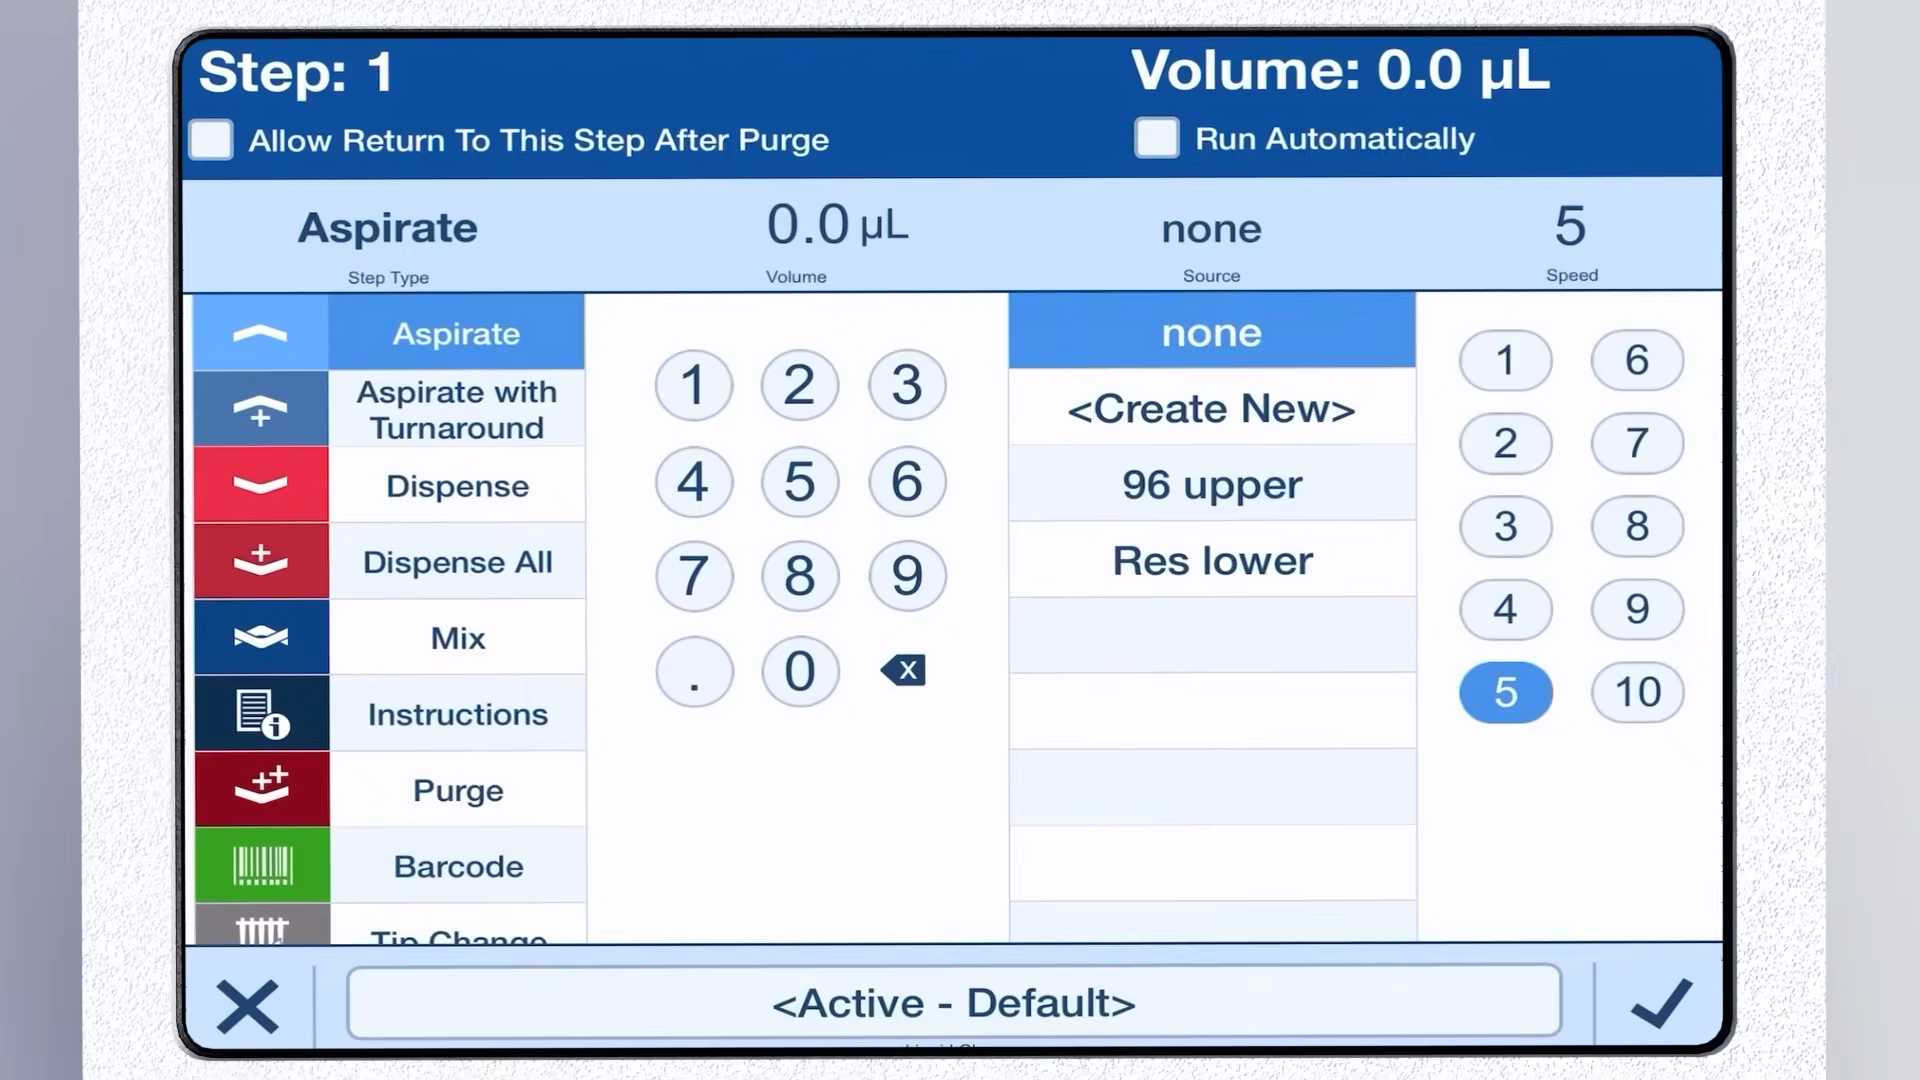 Step: 1
Volume: 0.0 µL
Allow Return To This Step After Purge
Run Automatically
Aspirate
0.0 µL
none
5
Step Type
Volume
Source
Speed
Aspirate
Aspirate with
Turnaround
Dispense
Dispense All
Mix
Instructions
Purge
Barcode
Tip Change
1 2 3
4 5 6
7 8 9
. 0
none
<Create New>
96 upper
Res lower
1 6
2 7
3 8
4 9
5 10
<Active - Default>